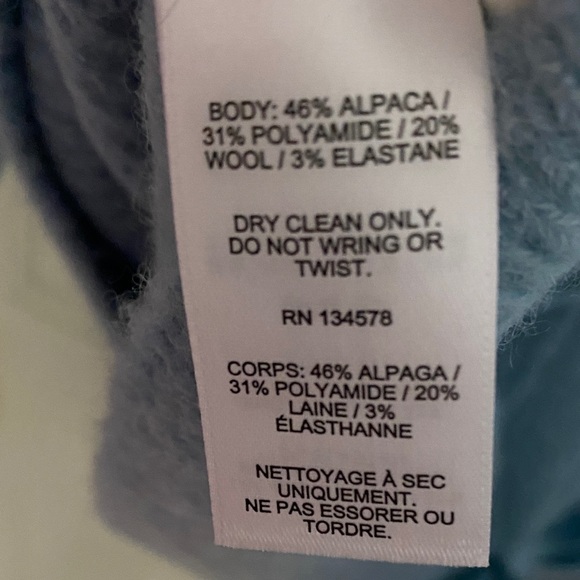 BODY: 46% ALPACA /
31% POLYAMIDE / 20%
WOOL / 3% ELASTANE
DRY CLEAN ONLY.
DO NOT WRING OR
TWIST.
RN 134578
CORPS: 46% ALPAGA /
31% POLYAMIDE / 20%
LAINE / 3%
ÉLASTHANNE
NETTOYAGE À SEC
UNIQUEMENT.
NE PAS ESSORER OU
TORDRE.